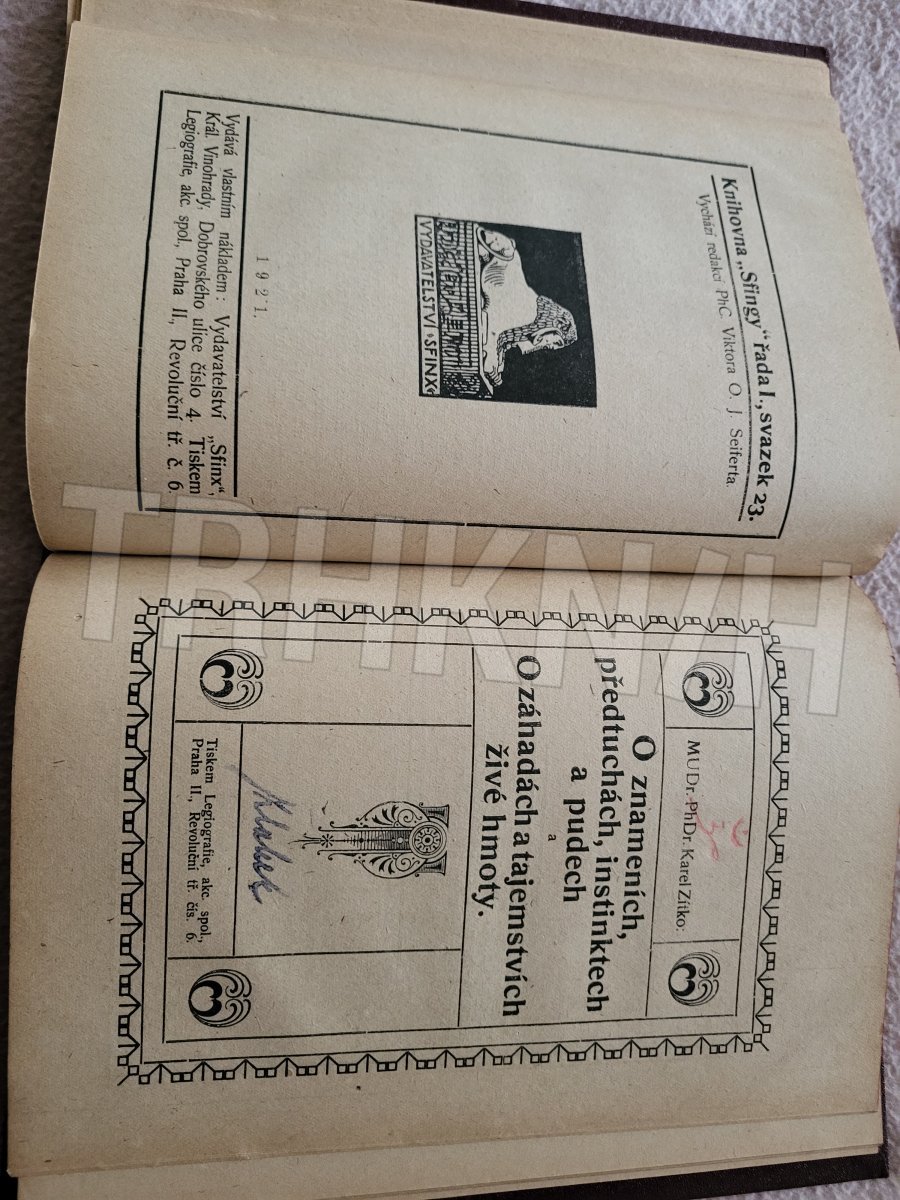 Knihovna „Sfingy“ řada I., svazek 23.
Vychází redakcí PhC. Viktora O. J. Seiferta.
VYDAVATELSTVÍ SFINX
1921.
Vydává vlastním nákladem: Vydavatelství „Sfinx“,
Král. Vinohrady, Dobrovského ulice číslo 4. Tiskem
Legiografie, akc. spol., Praha II., Revoluční tř. č. 6.
MUDr. PhDr. Karel Zítko:
O znameních,
předtuchách, instinktech
a pudech
a
O záhadách a tajemstvích
živé hmoty.
Tiskem Legiografie, akc. spol.,
Praha II., Revoluční tř. čís. 6.
TRHKNIH